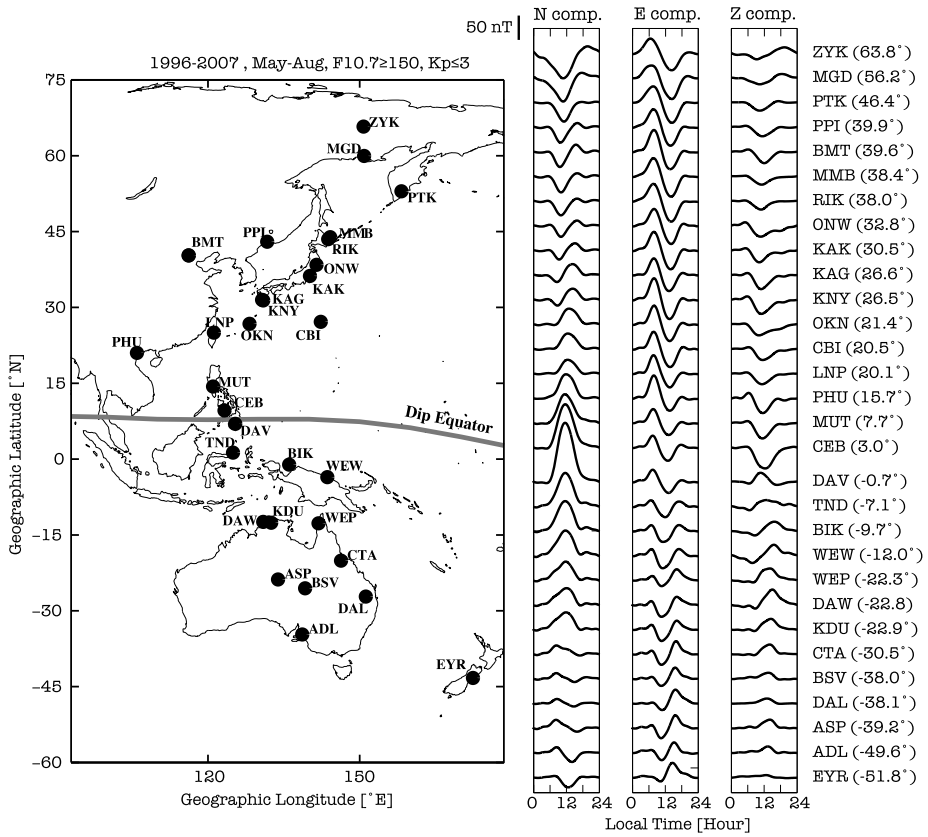 1996-2007 , May-Aug, F10.7≥150, Kp≤3
75
60
45
30
15
0
−15
−30
−45
−60
120
150
Geographic Latitude [˚N]
Geographic Longitude [˚E]
ZYK
MGD
PTK
PPI
MMB
BMT
RIK
ONW
KAK
KAG
KNY
LNP
OKN
CBI
PHU
MUT
CEB
Dip Equator
DAV
TND
BIK
WEW
KDU
DAW
WEP
CTA
ASP
BSV
DAL
ADL
EYR
50 nT
N comp.
E comp.
Z comp.
ZYK (63.8˚)
MGD (56.2˚)
PTK (46.4˚)
PPI (39.9˚)
BMT (39.6˚)
MMB (38.4˚)
RIK (38.0˚)
ONW (32.8˚)
KAK (30.5˚)
KAG (26.6˚)
KNY (26.5˚)
OKN (21.4˚)
CBI (20.5˚)
LNP (20.1˚)
PHU (15.7˚)
MUT (7.7˚)
CEB (3.0˚)
DAV (-0.7˚)
TND (-7.1˚)
BIK (-9.7˚)
WEW (-12.0˚)
WEP (-22.3˚)
DAW (-22.8)
KDU (-22.9˚)
CTA (-30.5˚)
BSV (-38.0˚)
DAL (-38.1˚)
ASP (-39.2˚)
ADL (-49.6˚)
EYR (-51.8˚)
0 12 24
0 12 24
0 12 24
Local Time [Hour]